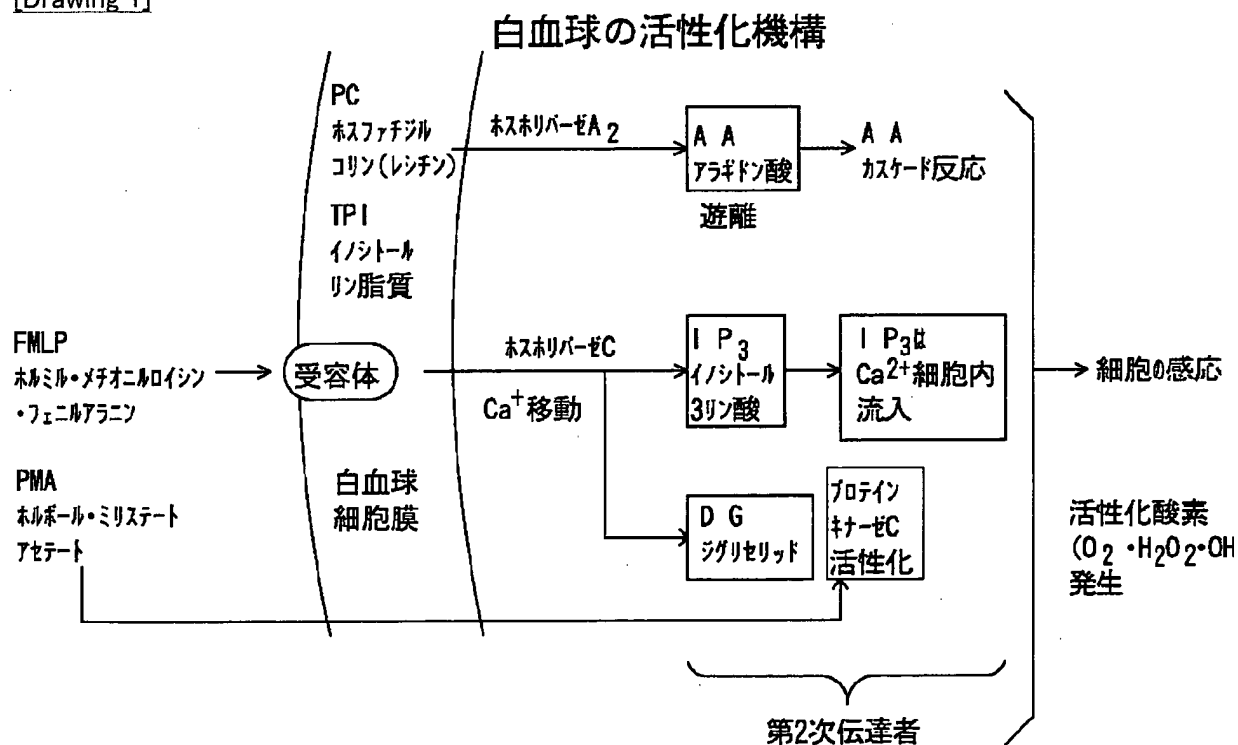 [Drawing 1]
白血球の活性化機構
PC
ホスファチジル
コリン(レシチン)
ホスホリパーゼA2
A A
アラギドン酸
遊離
A A
カスケード反応
TPI
イノシトール
リン脂質
FMLP
ホルミル・メチオニルロイシン
・フェニルアラニン
受容体
ホスホリパーゼC
Ca+移動
I P3
イノシトール
3リン酸
I P3は
Ca2+細胞内
流入
細胞の感応
PMA
ホルボール・ミリステート
アセテート
白血球
細胞膜
D G
ジグリセリッド
プロテイン
キナーゼC
活性化
活性化酸素
(O2・H2O2・OH
発生
第2次伝達者